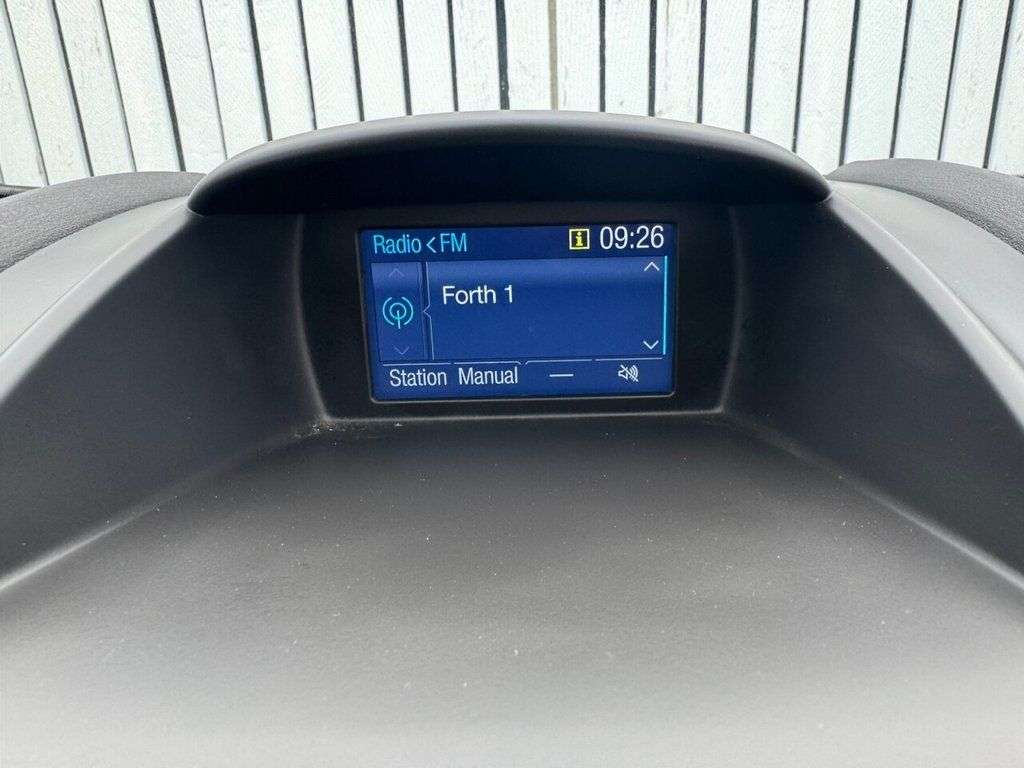 Radio < FM i 09:26
Forth 1
Station Manual —